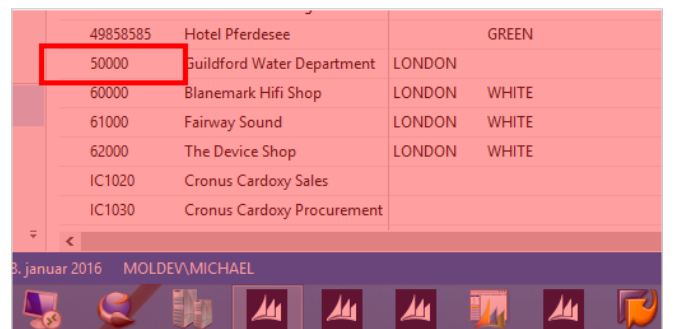 49858585 Hotel Pferdesee GREEN
50000 Guildford Water Department LONDON
60000 Blanemark Hifi Shop LONDON WHITE
61000 Fairway Sound LONDON WHITE
62000 The Device Shop LONDON WHITE
IC1020 Cronus Cardoxy Sales
IC1030 Cronus Cardoxy Procurement
. januar 2016 MOLDEV\MICHAEL